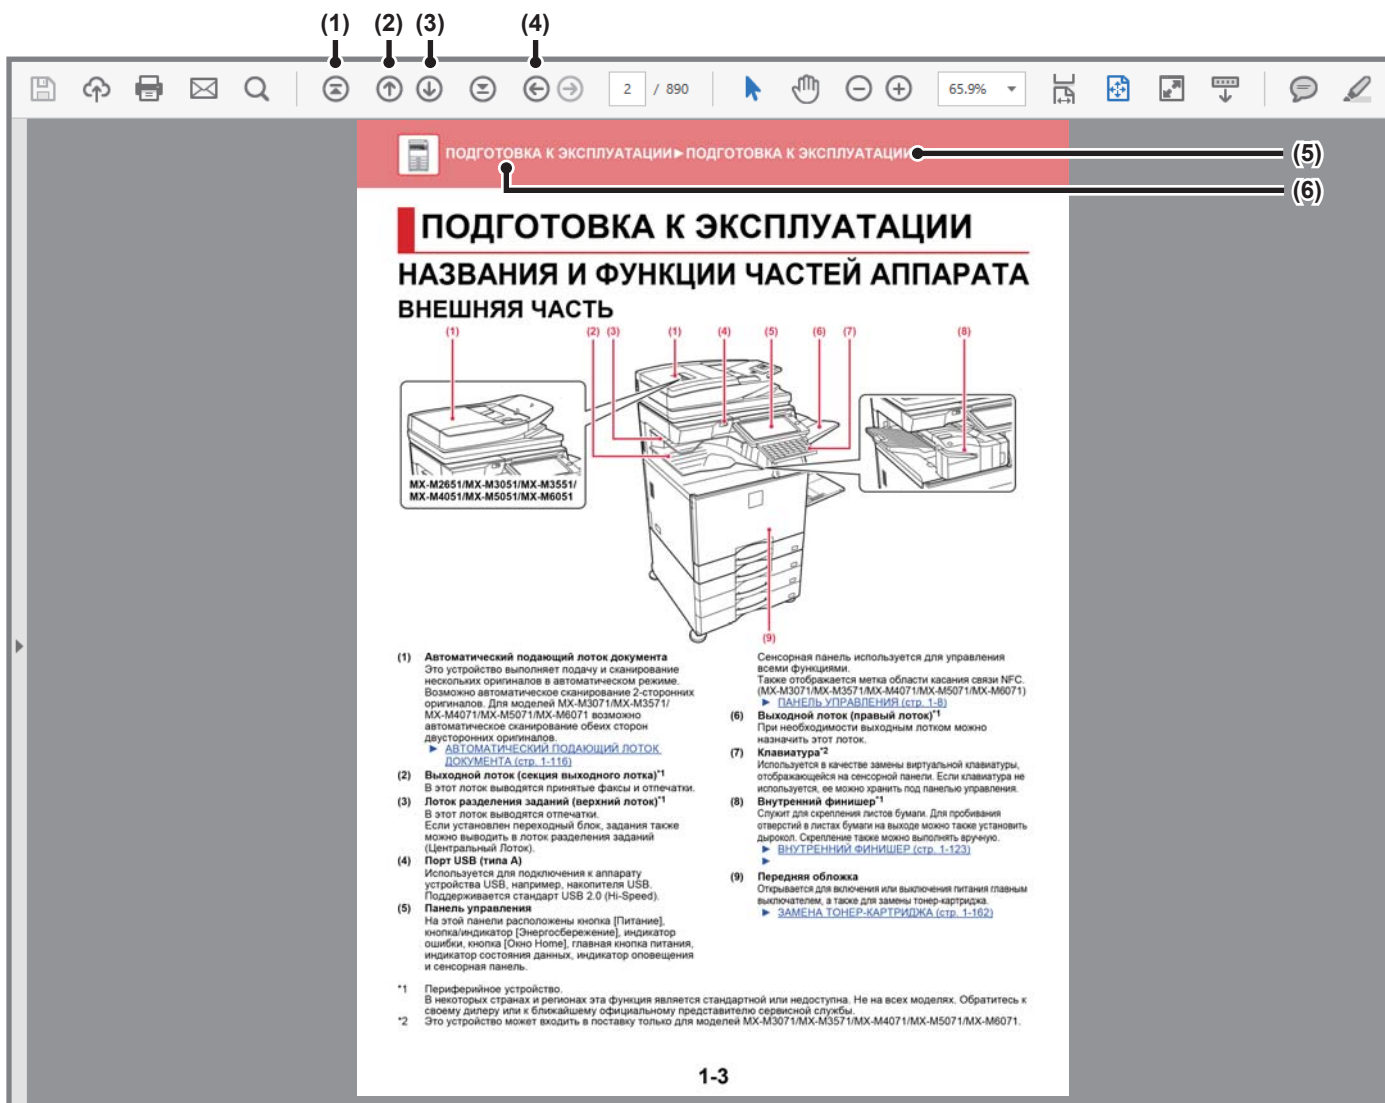 (1) (2) (3) (4)
2 / 890 65.9%
ПОДГОТОВКА К ЭКСПЛУАТАЦИИ►ПОДГОТОВКА К ЭКСПЛУАТАЦИИ
(5)
(6)
ПОДГОТОВКА К ЭКСПЛУАТАЦИИ
НАЗВАНИЯ И ФУНКЦИИ ЧАСТЕЙ АППАРАТА
ВНЕШНЯЯ ЧАСТЬ
(1) (2) (3) (1) (4) (5) (6) (7) (8)
(1)
(3)
(2)
(6)
(7)
(8)
MX-M2651/MX-M3051/MX-M3551/
MX-M4051/MX-M5051/MX-M6051
(9)
(1) Автоматический подающий лоток документа
Это устройство выполняет подачу и сканирование
нескольких оригиналов в автоматическом режиме.
Возможно автоматическое сканирование 2-сторонних
оригиналов. Для моделей MX-M3071/MX-M3571/
MX-M4071/MX-M5071/MX-M6071 возможно
автоматическое сканирование обеих сторон
двусторонних оригиналов.
► АВТОМАТИЧЕСКИЙ ПОДАЮЩИЙ ЛОТОК
ДОКУМЕНТА (стр. 1-116)
(2) Выходной лоток (секция выходного лотка)*1
В этот лоток выводятся принятые факсы и отпечатки.
(3) Лоток разделения заданий (верхний лоток)*1
В этот лоток выводятся отпечатки.
Если установлен переходный блок, задания также
можно выводить в лоток разделения заданий
(Центральный Лоток).
(4) Порт USB (типа A)
Используется для подключения к аппарату
устройства USB, например, накопителя USB.
Поддерживается стандарт USB 2.0 (Hi-Speed).
(5) Панель управления
На этой панели расположены кнопка [Питание],
кнопка/индикатор [Энергосбережение], индикатор
ошибки, кнопка [Окно Home], главная кнопка питания,
индикатор состояния данных, индикатор оповещения
и сенсорная панель.
Сенсорная панель используется для управления
всеми функциями.
Также отображается метка области касания связи NFC.
(MX-M3071/MX-M3571/MX-M4071/MX-M5071/MX-M6071)
► ПАНЕЛЬ УПРАВЛЕНИЯ (стр. 1-8)
(6) Выходной лоток (правый лоток)*1
При необходимости выходным лотком можно
назначить этот лоток.
(7) Клавиатура*2
Используется в качестве замены виртуальной клавиатуры,
отображающейся на сенсорной панели. Если клавиатура не
используется, ее можно хранить под панелью управления.
(8) Внутренний финишер*1
Служит для скрепления листов бумаги. Для пробивания
отверстий в листах бумаги на выходе можно также установить
дырокол. Скрепление также можно выполнять вручную.
► ВНУТРЕННИЙ ФИНИШЕР (стр. 1-123)
►
(9) Передняя обложка
Открывается для включения или выключения питания главным
выключателем, а также для замены тонер-картриджа.
► ЗАМЕНА ТОНЕР-КАРТРИДЖА (стр. 1-162)
*1 Периферийное устройство.
В некоторых странах и регионах эта функция является стандартной или недоступна. Не на всех моделях. Обратитесь к
своему дилеру или к ближайшему официальному представителю сервисной службы.
*2 Это устройство может входить в поставку только для моделей MX-M3071/MX-M3571/MX-M4071/MX-M5071/MX-M6071.
1-3